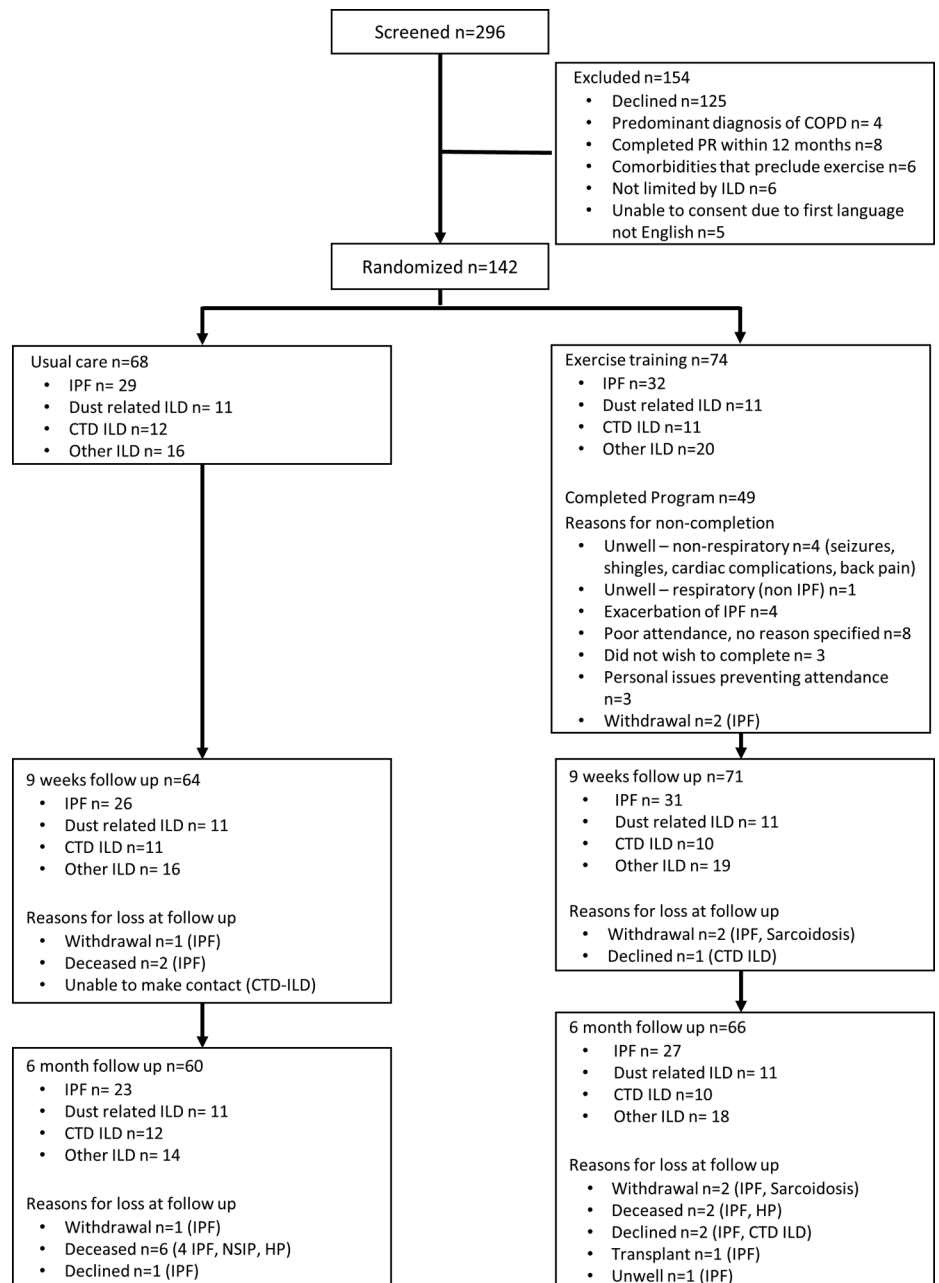 Screened n=296
Excluded n=154
• Declined n=125
• Predominant diagnosis of COPD n= 4
• Completed PR within 12 months n=8
• Comorbidities that preclude exercise n=6
• Not limited by ILD n=6
• Unable to consent due to first language
not English n=5
Randomized n=142
Usual care n=68
• IPF n= 29
• Dust related ILD n= 11
• CTD ILD n=12
• Other ILD n= 16
Exercise training n=74
• IPF n=32
• Dust related ILD n=11
• CTD ILD n=11
• Other ILD n=20
Completed Program n=49
Reasons for non-completion
• Unwell – non-respiratory n=4 (seizures,
shingles, cardiac complications, back pain)
• Unwell – respiratory (non IPF) n=1
• Exacerbation of IPF n=4
• Poor attendance, no reason specified n=8
• Did not wish to complete n= 3
• Personal issues preventing attendance
n=3
• Withdrawal n=2 (IPF)
9 weeks follow up n=64
• IPF n= 26
• Dust related ILD n= 11
• CTD ILD n=11
• Other ILD n= 16
Reasons for loss at follow up
• Withdrawal n=1 (IPF)
• Deceased n=2 (IPF)
• Unable to make contact (CTD-ILD)
9 weeks follow up n=71
• IPF n= 31
• Dust related ILD n= 11
• CTD ILD n=10
• Other ILD n= 19
Reasons for loss at follow up
• Withdrawal n=2 (IPF, Sarcoidosis)
• Declined n=1 (CTD ILD)
6 month follow up n=60
• IPF n= 23
• Dust related ILD n= 11
• CTD ILD n=12
• Other ILD n= 14
Reasons for loss at follow up
• Withdrawal n=1 (IPF)
• Deceased n=6 (4 IPF, NSIP, HP)
• Declined n=1 (IPF)
6 month follow up n=66
• IPF n= 27
• Dust related ILD n= 11
• CTD ILD n=10
• Other ILD n= 18
Reasons for loss at follow up
• Withdrawal n=2 (IPF, Sarcoidosis)
• Deceased n=2 (IPF, HP)
• Declined n=2 (IPF, CTD ILD)
• Transplant n=1 (IPF)
• Unwell n=1 (IPF)